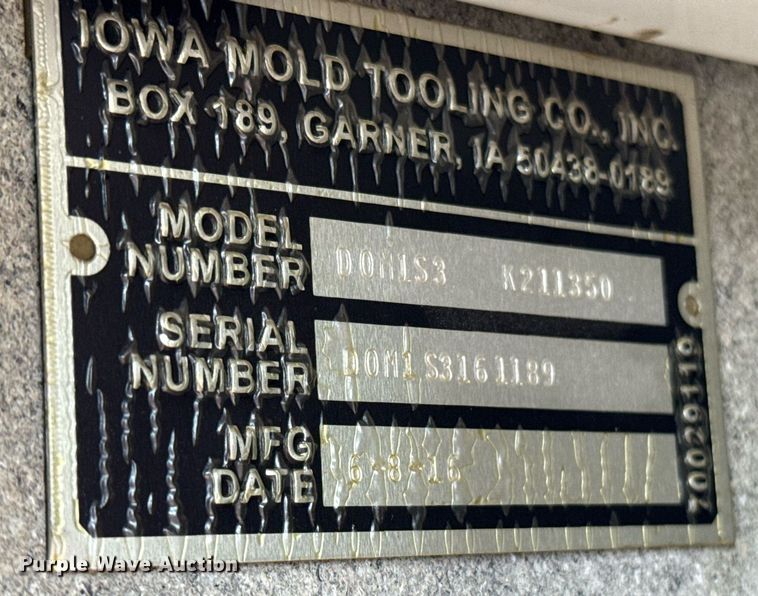 IOWA MOLD TOOLING CO., INC.
BOX 189, GARNER, IA 50438-0189
MODEL NUMBER DOM1S3 K211350
SERIAL NUMBER DOM1S3161189
MFG DATE 6-8-16
70029119
Purple Wave Auction